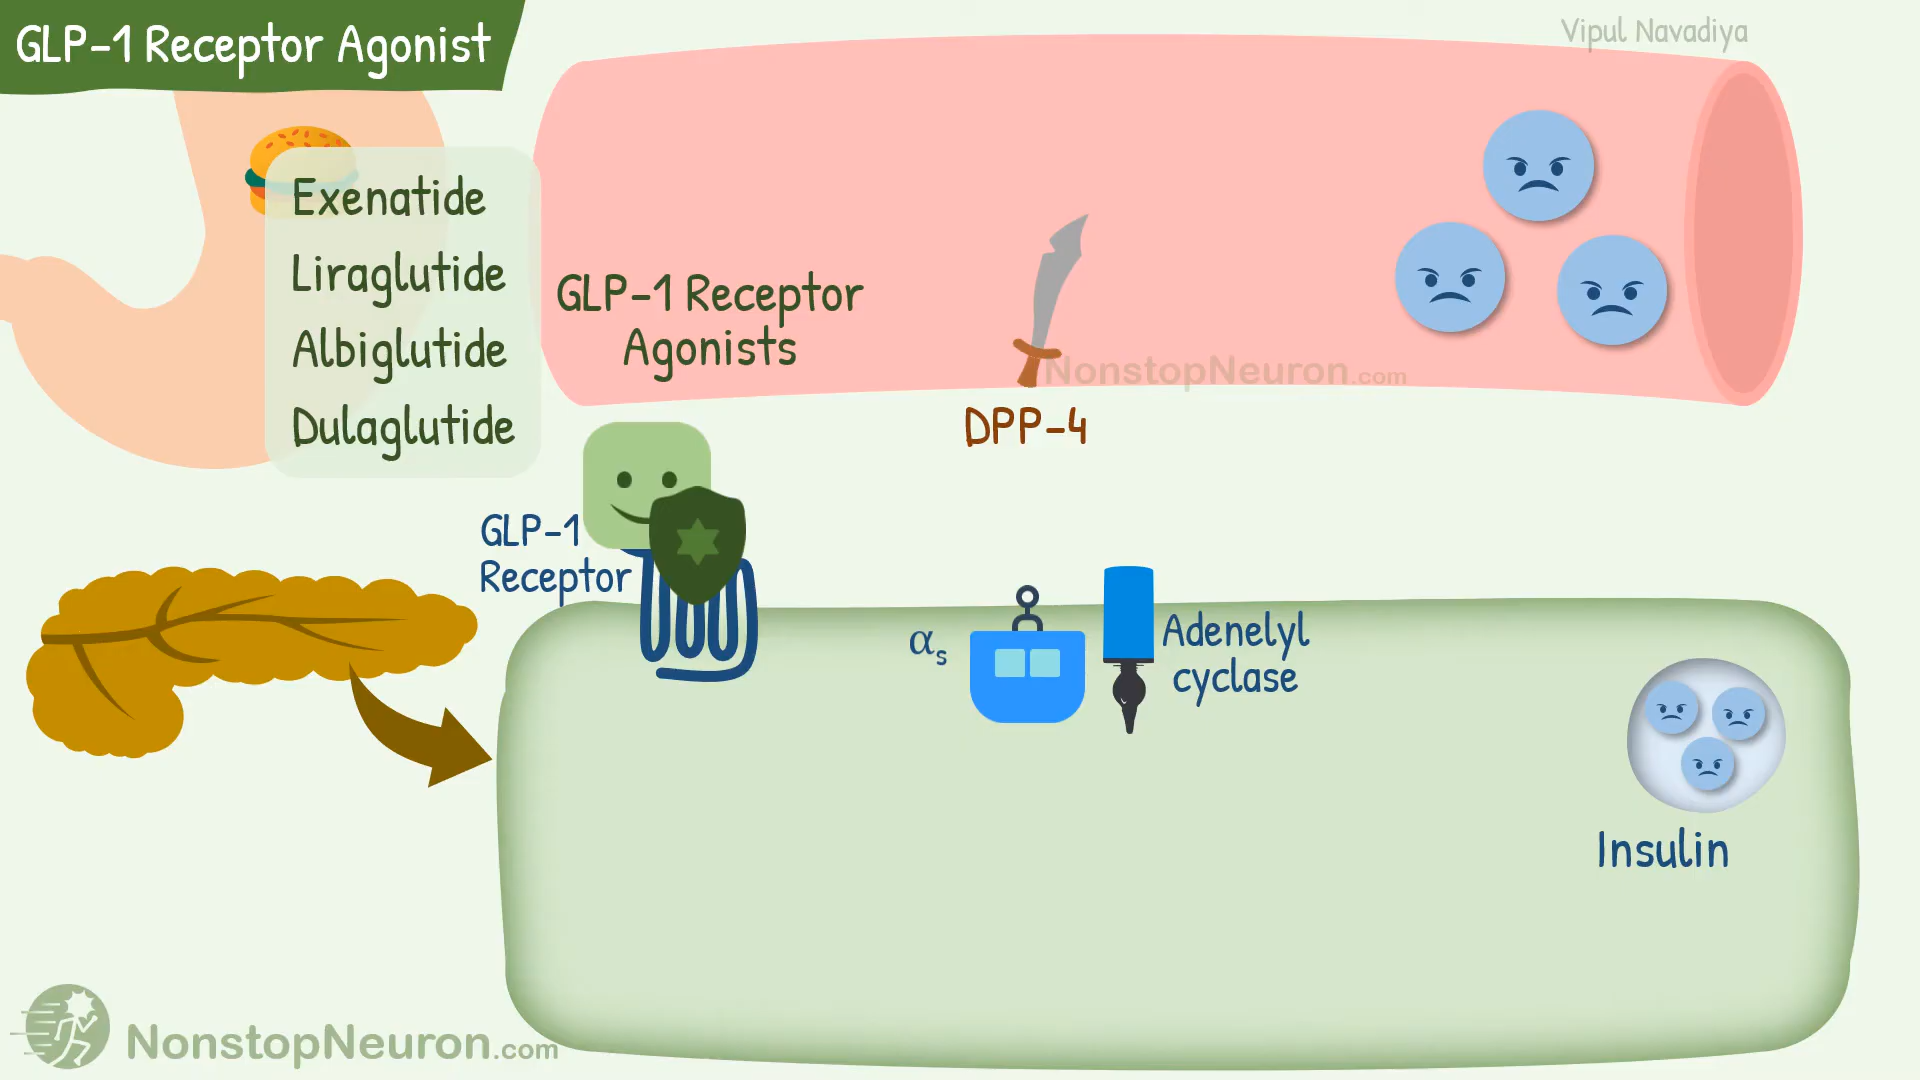 GLP-1 Receptor Agonist
Vipul Navadiya
Exenatide
Liraglutide
Albiglutide
Dulaglutide
GLP-1 Receptor
Agonists
NonstopNeuron.com
DPP-4
GLP-1
Receptor
αs
Adenelyl
cyclase
Insulin
NonstopNeuron.com